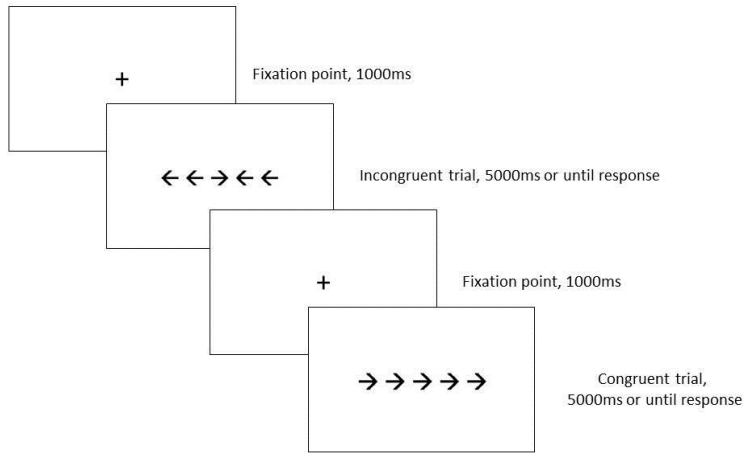 +
Fixation point, 1000ms
← ← → ← ←
Incongruent trial, 5000ms or until response
+
Fixation point, 1000ms
→ → → → →
Congruent trial,
5000ms or until response